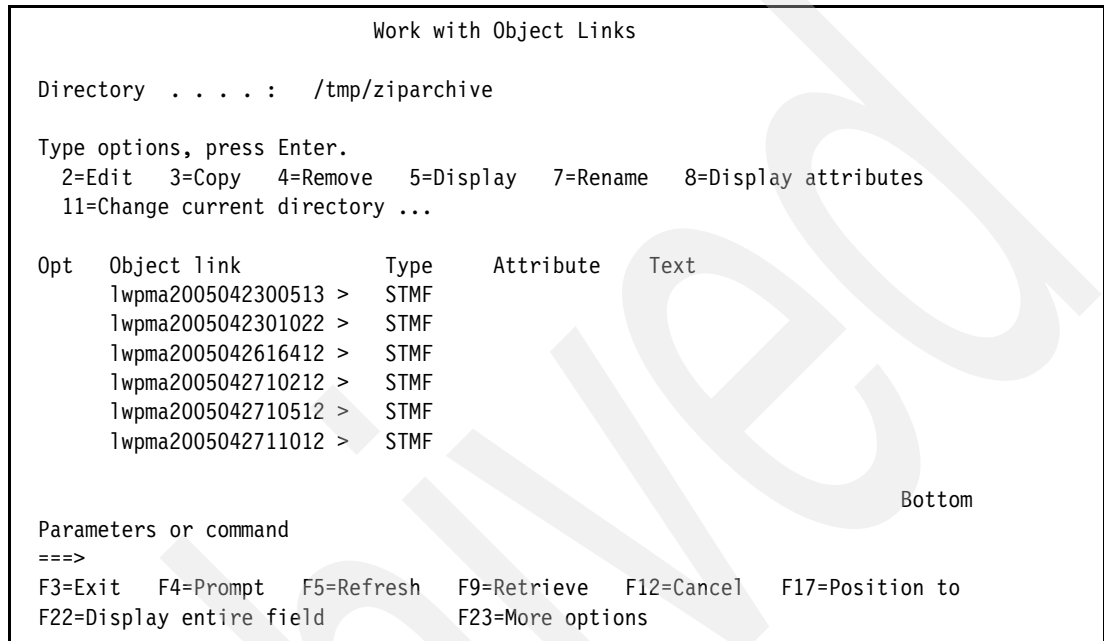 Work with Object Links
Directory . . . . : /tmp/ziparchive
Type options, press Enter.
2=Edit 3=Copy 4=Remove 5=Display 7=Rename 8=Display attributes
11=Change current directory ...
Opt Object link Type Attribute Text
lwpma2005042300513 > STMF
lwpma2005042301022 > STMF
lwpma2005042616412 > STMF
lwpma2005042710212 > STMF
lwpma2005042710512 > STMF
lwpma2005042711012 > STMF
Bottom
Parameters or command
===>
F3=Exit F4=Prompt F5=Refresh F9=Retrieve F12=Cancel F17=Position to
F22=Display entire field F23=More options